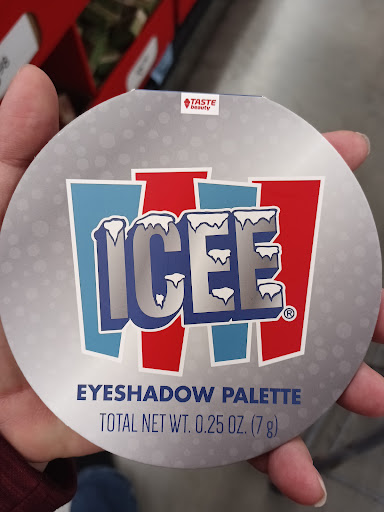 TASTE
beauty
ICEE®
EYESHADOW PALETTE
TOTAL NET WT. 0.25 OZ. (7 g)